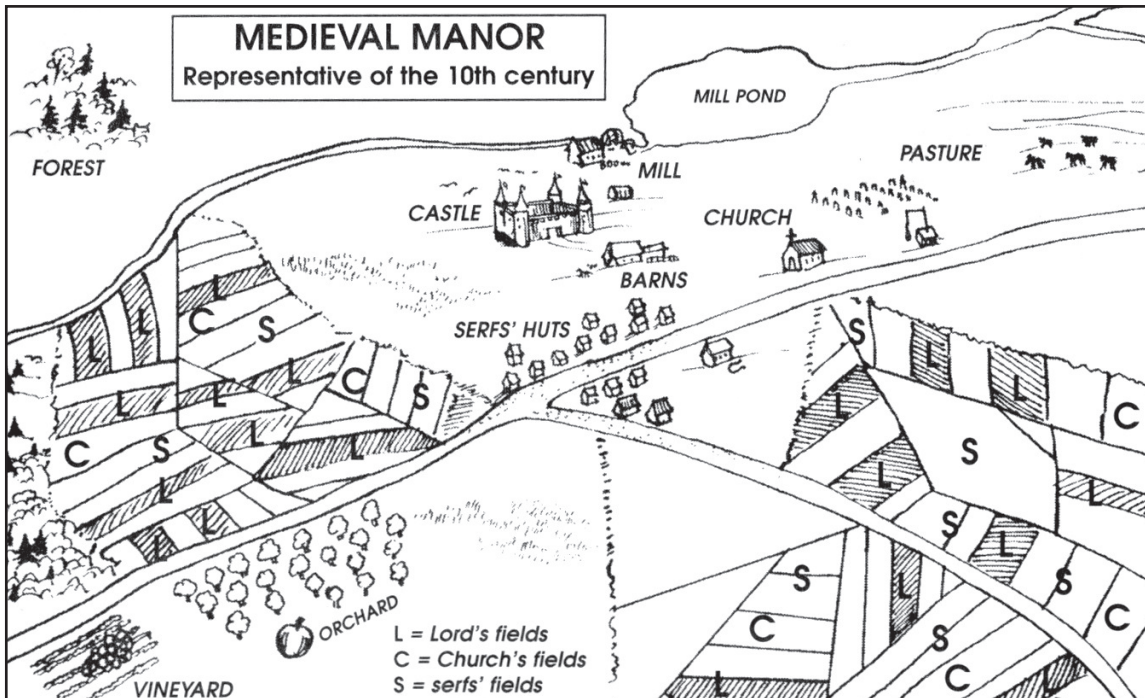 MEDIEVAL MANOR
Representative of the 10th century
FOREST
MILL POND
MILL
PASTURE
CASTLE
CHURCH
BARNS
SERFS' HUTS
L
C
S
L
L
L
L
L
C
S
L
L
C
S
L
L
L
L
S
L
L
C
L
S
L
L
S
L
S
C
S
C
L
S
C
L
ORCHARD
VINEYARD
L = Lord's fields
C = Church's fields
S = serfs' fields